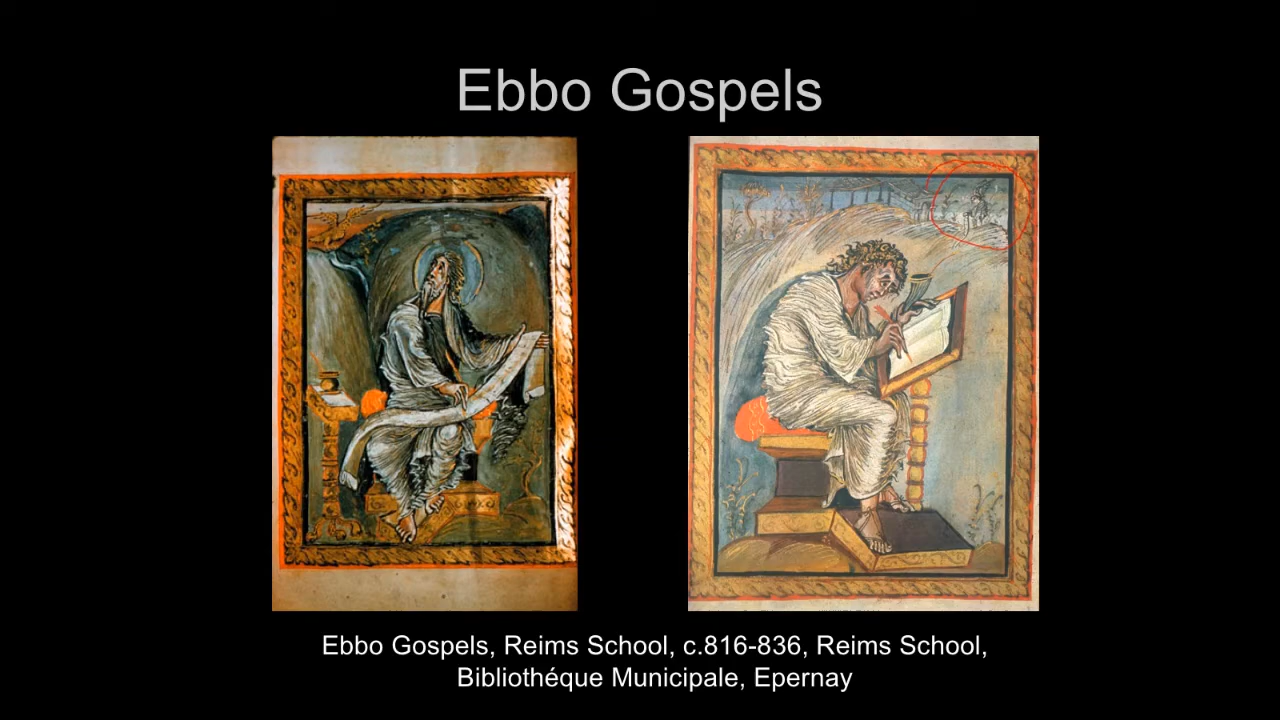 Ebbo Gospels
Ebbo Gospels, Reims School, c.816-836, Reims School,
Bibliothéque Municipale, Epernay